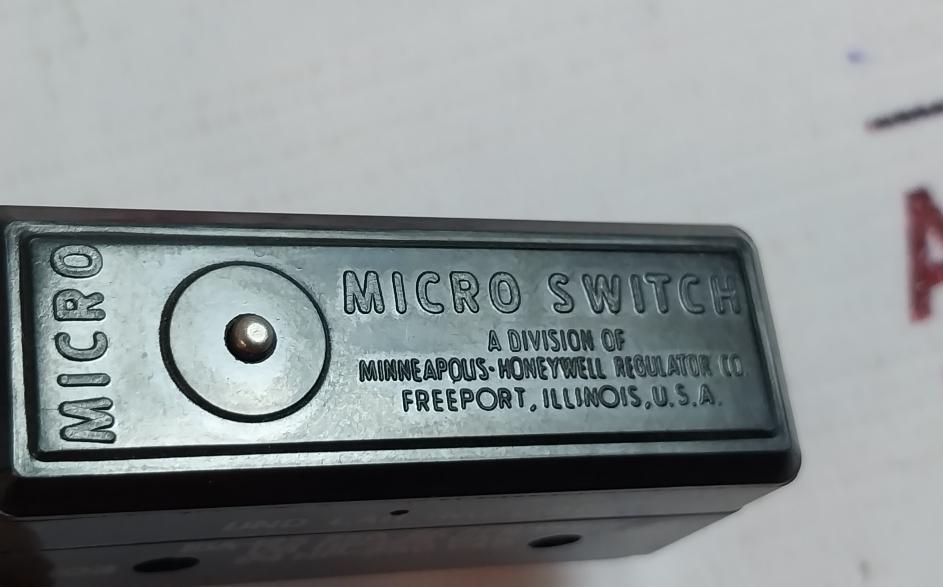 MICRO
MICRO SWITCH
A DIVISION OF
MINNEAPOLIS-HONEYWELL REGULATOR CO.
FREEPORT, ILLINOIS, U.S.A.